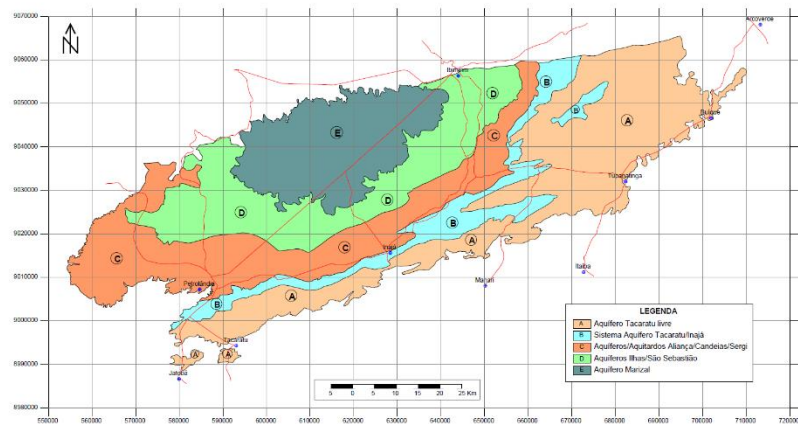 9070000
N
Arcoverde
9060000
Ibimirim
B
D
9050000
Buíque
B
A
9040000
E
C
9030000
Tupanatinga
D
D
9020000
B
A
C
Inajá
C
Itaíba
9010000
Petrolândia
Manari
A
B
9000000
Tacaratu
A
A
8990000
Jatobá
LEGENDA
A Aquífero Tacaratu livre
B Sistema Aquífero Tacaratu/Inajá
C Aquíferos/Aquitardos Aliança/Candeias/Sergi
D Aquíferos Ilhas/São Sebastião
E Aquífero Marizal
5 0 5 10 15 20 25 Km
8980000
550000 560000 570000 580000 590000 600000 610000 620000 630000 640000 650000 660000 670000 680000 690000 700000 710000 720000